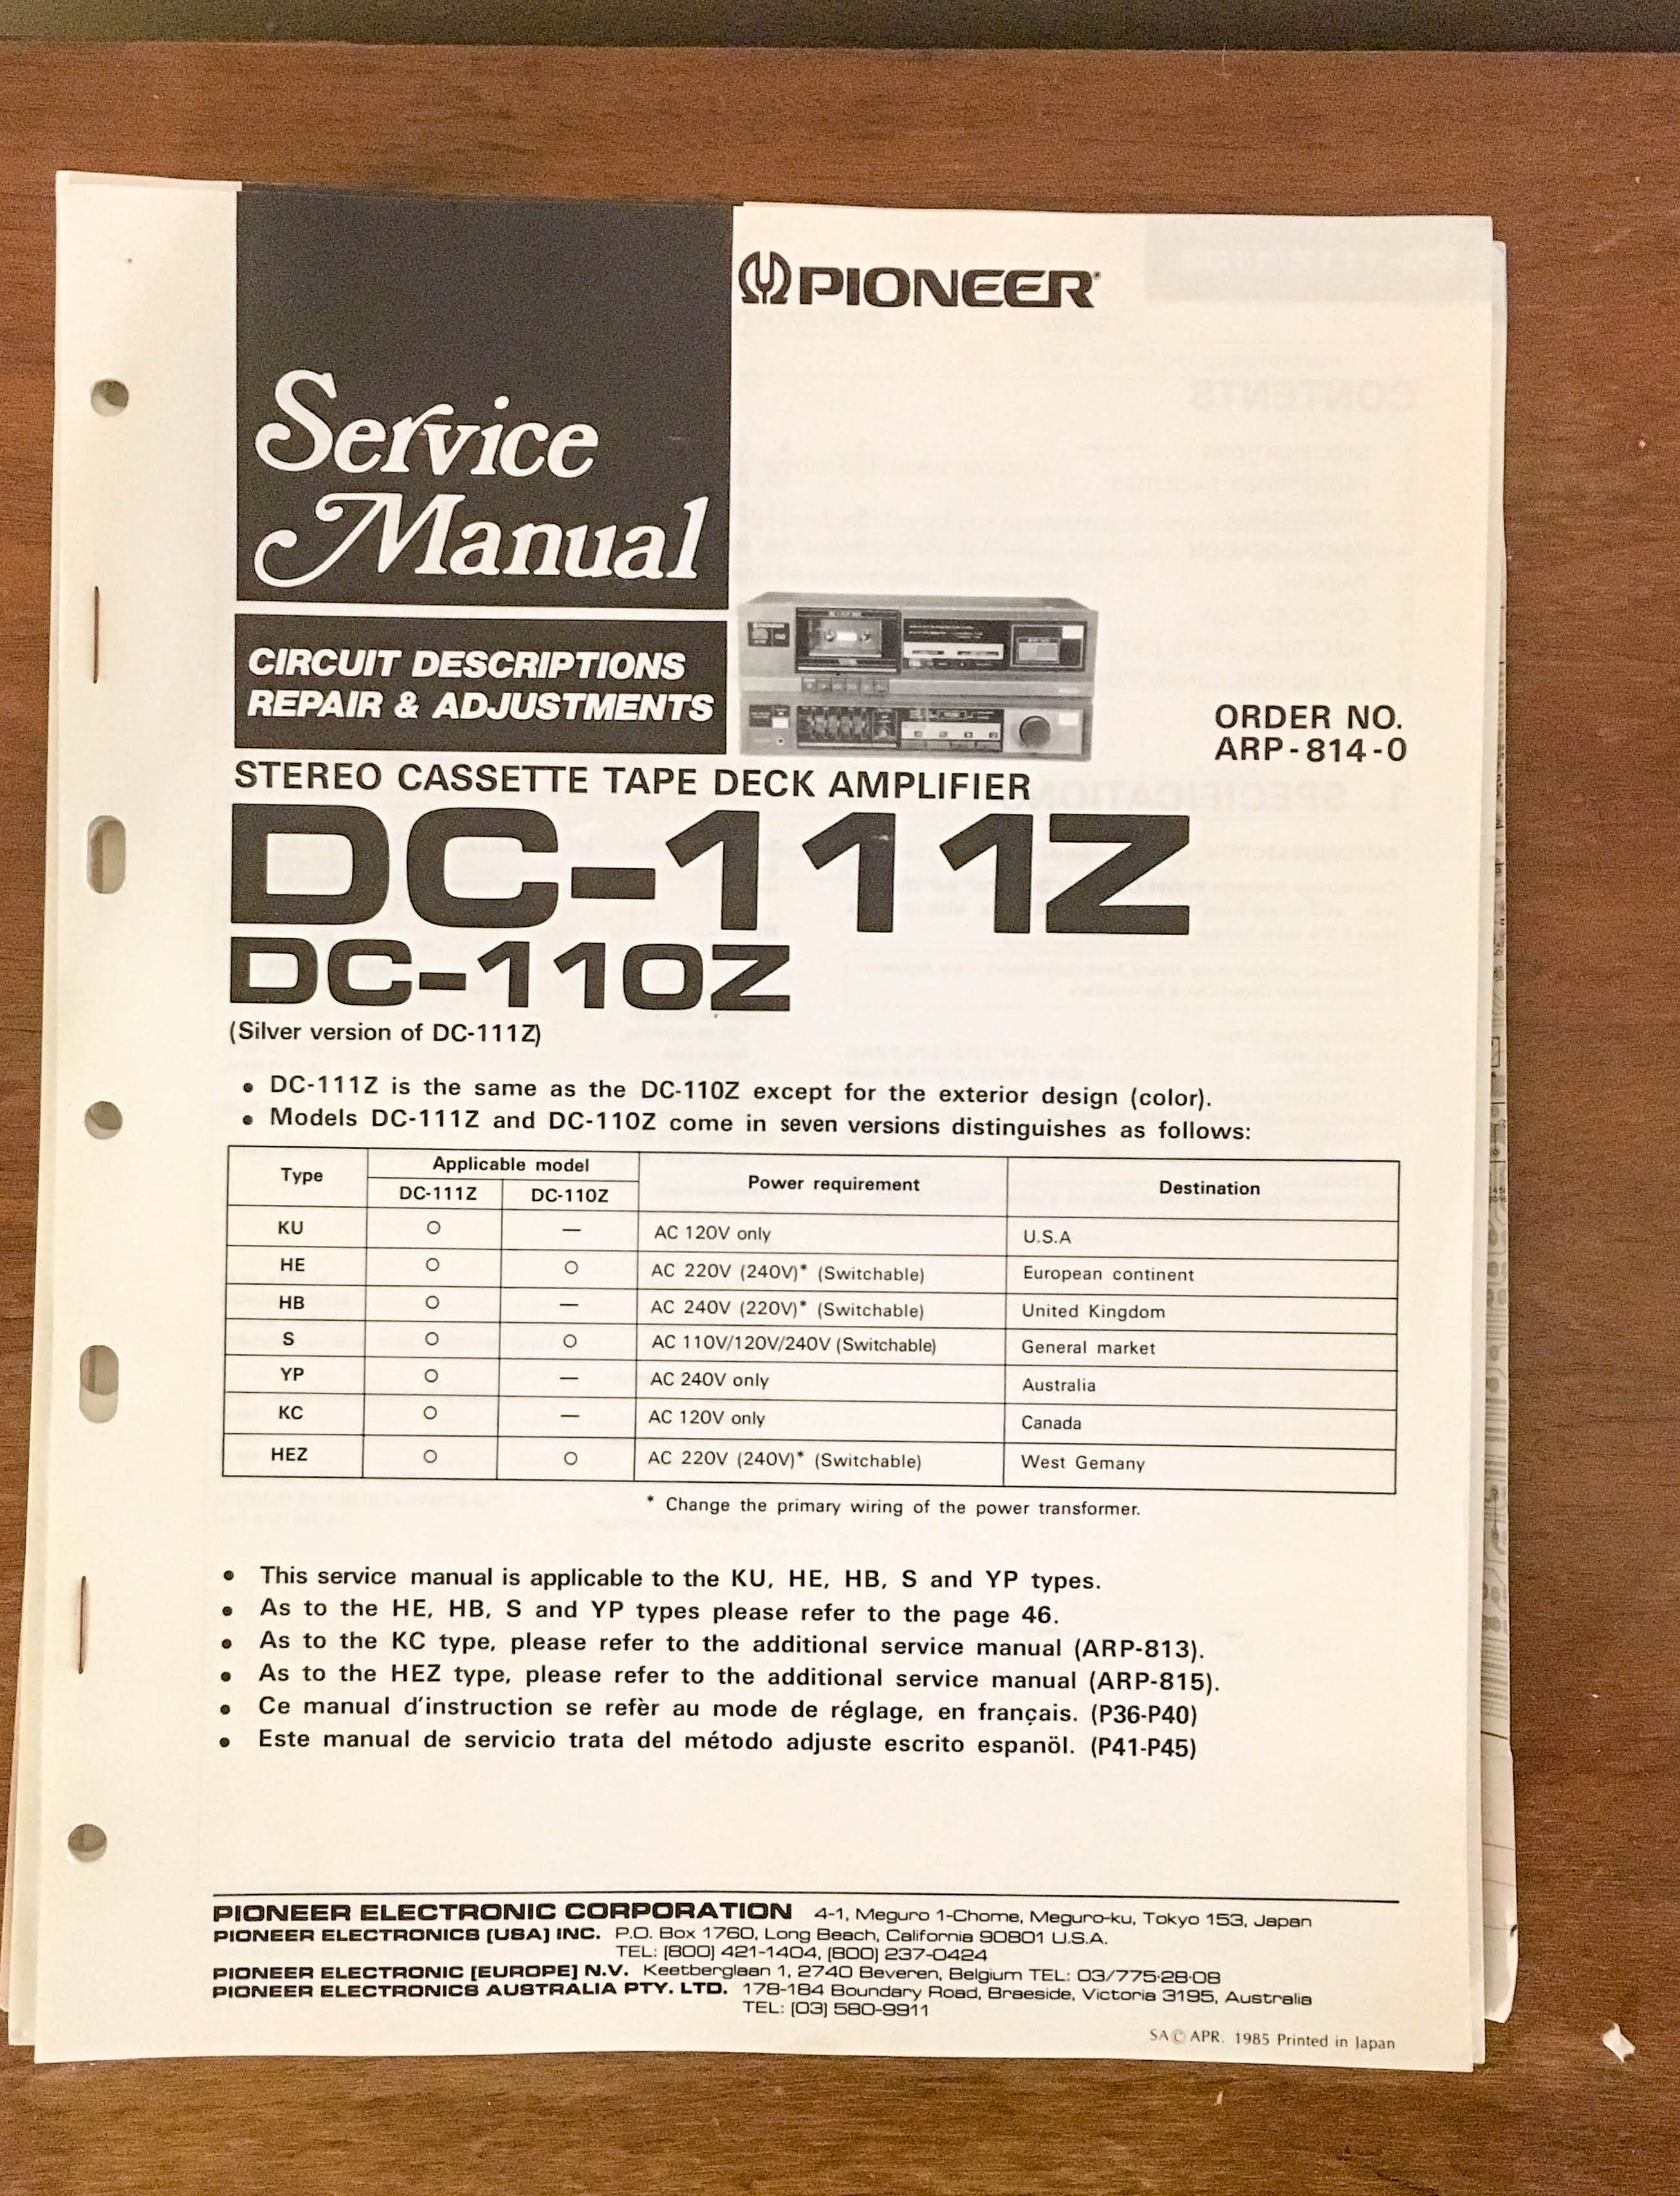 PIONEER
Service
Manual
CIRCUIT DESCRIPTIONS
REPAIR & ADJUSTMENTS
ORDER NO.
ARP-814-0
STEREO CASSETTE TAPE DECK AMPLIFIER
DC-111Z
DC-110Z
(Silver version of DC-111Z)
• DC-111Z is the same as the DC-110Z except for the exterior design (color).
• Models DC-111Z and DC-110Z come in seven versions distinguishes as follows:
Type Applicable model Power requirement Destination
DC-111Z DC-110Z
KU ○ — AC 120V only U.S.A
HE ○ ○ AC 220V (240V)* (Switchable) European continent
HB ○ — AC 240V (220V)* (Switchable) United Kingdom
S ○ ○ AC 110V/120V/240V (Switchable) General market
YP ○ — AC 240V only Australia
KC ○ — AC 120V only Canada
HEZ ○ ○ AC 220V (240V)* (Switchable) West Gemany
* Change the primary wiring of the power transformer.
• This service manual is applicable to the KU, HE, HB, S and YP types.
• As to the HE, HB, S and YP types please refer to the page 46.
• As to the KC type, please refer to the additional service manual (ARP-813).
• As to the HEZ type, please refer to the additional service manual (ARP-815).
• Ce manual d'instruction se refèr au mode de réglage, en français. (P36-P40)
• Este manual de servicio trata del método adjuste escrito espanöl. (P41-P45)
PIONEER ELECTRONIC CORPORATION 4-1, Meguro 1-Chome, Meguro-ku, Tokyo 153, Japan
PIONEER ELECTRONICS [USA] INC. P.O. Box 1760, Long Beach, California 90801 U.S.A.
TEL: [800] 421-1404, [800] 237-0424
PIONEER ELECTRONIC [EUROPE] N.V. Keetberglaan 1, 2740 Beveren, Belgium TEL: 03/775·28·08
PIONEER ELECTRONICS AUSTRALIA PTY. LTD. 178-184 Boundary Road, Braeside, Victoria 3195, Australia
TEL: [03] 580-9911
SA © APR. 1985 Printed in Japan